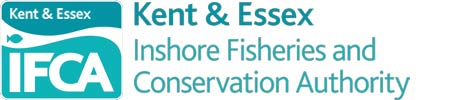 Kent & Essex
IFCA
Kent & Essex
Inshore Fisheries and
Conservation Authority